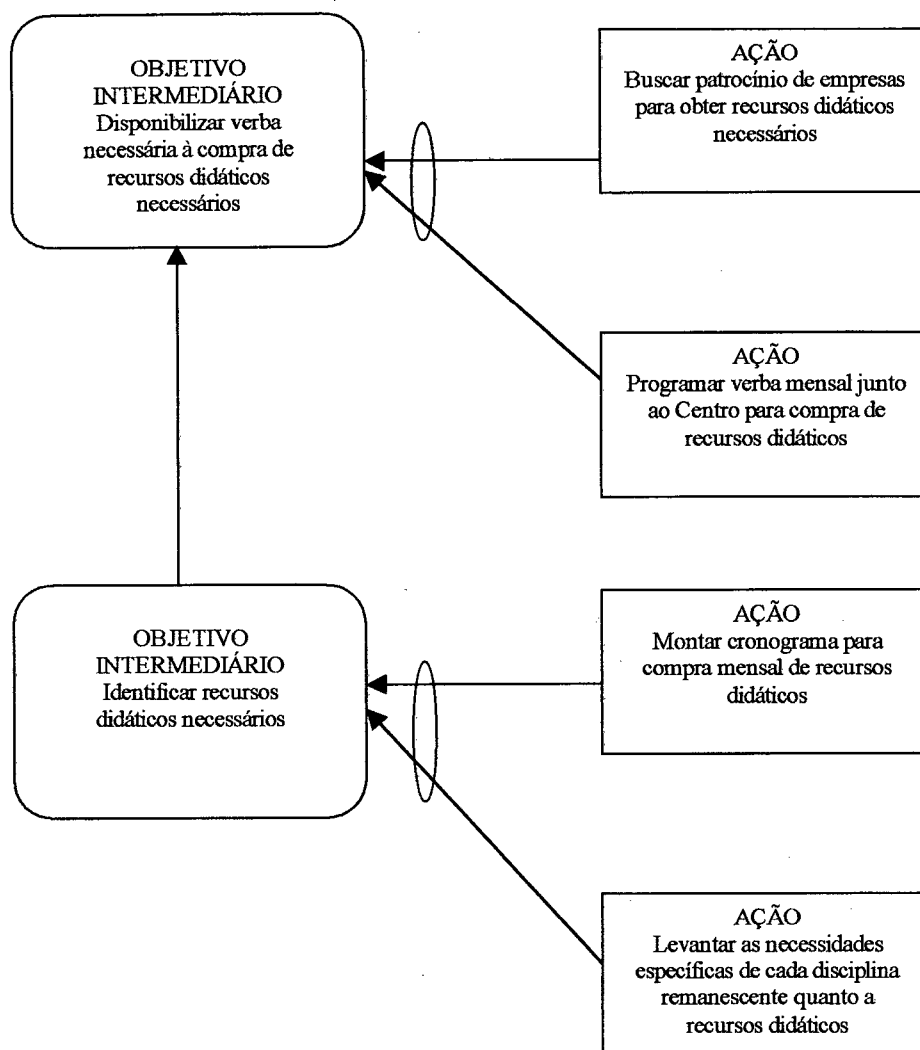 OBJETIVO
INTERMEDIÁRIO
Disponibilizar verba
necessária à compra de
recursos didáticos
necessários
AÇÃO
Buscar patrocínio de empresas
para obter recursos didáticos
necessários
AÇÃO
Programar verba mensal junto
ao Centro para compra de
recursos didáticos
OBJETIVO
INTERMEDIÁRIO
Identificar recursos
didáticos necessários
AÇÃO
Montar cronograma para
compra mensal de recursos
didáticos
AÇÃO
Levantar as necessidades
específicas de cada disciplina
remanescente quanto a
recursos didáticos